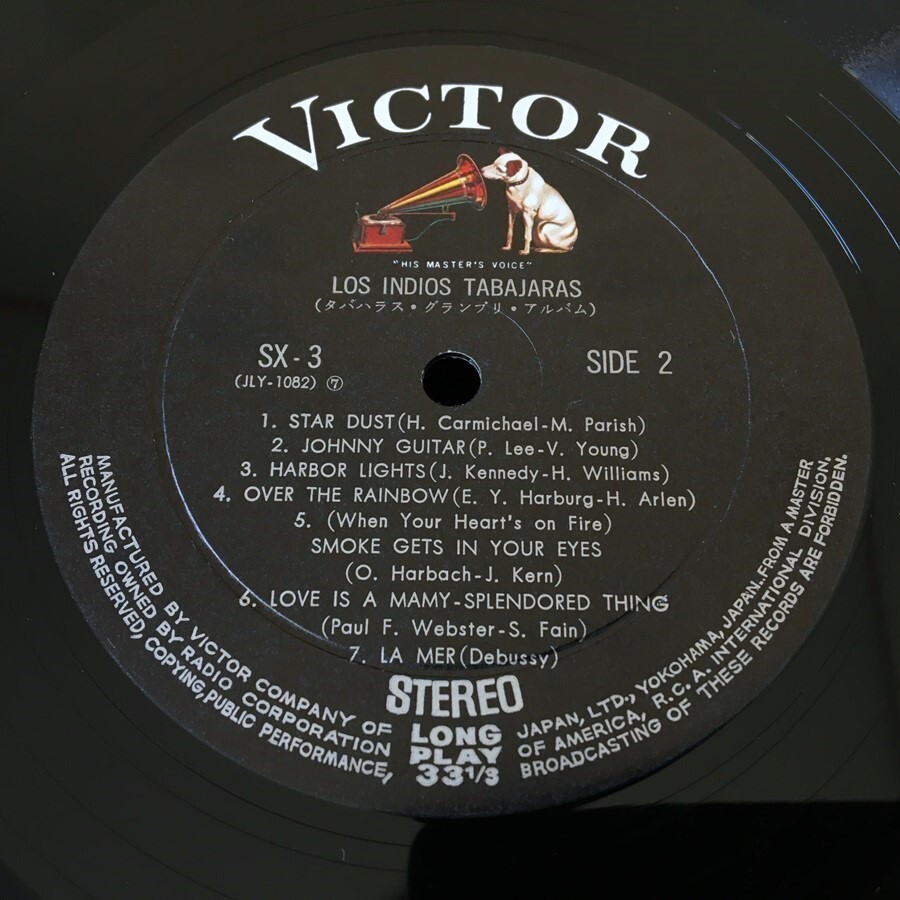 VICTOR
"HIS MASTER'S VOICE"
LOS INDIOS TABAJARAS
(タバハラス・グランプリ・アルバム)
SX-3
(JLY-1082) ⑦
SIDE 2
1. STAR DUST(H. Carmichael-M. Parish)
2. JOHNNY GUITAR(P. Lee-V. Young)
3. HARBOR LIGHTS(J. Kennedy-H. Williams)
4. OVER THE RAINBOW(E. Y. Harburg-H. Arlen)
5. (When Your Heart's on Fire)
SMOKE GETS IN YOUR EYES
(O. Harbach-J. Kern)
6. LOVE IS A MAMY-SPLENDORED THING
(Paul F. Webster-S. Fain)
7. LA MER(Debussy)
STEREO
LONG
PLAY
33 1/3
MANUFACTURED BY VICTOR COMPANY OF JAPAN, LTD., YOKOHAMA, JAPAN. FROM A MASTER
RECORDING OWNED BY RADIO CORPORATION OF AMERICA, R.C.A. INTERNATIONAL DIVISION.
ALL RIGHTS RESERVED, COPYING, PUBLIC PERFORMANCE, BROADCASTING OF THESE RECORDS ARE FORBIDDEN.